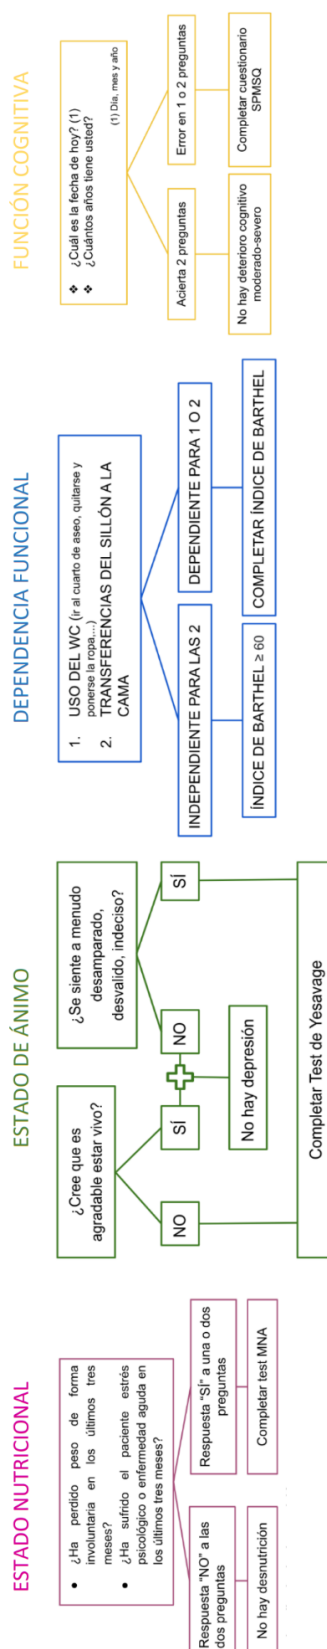 ESTADO NUTRICIONAL
• ¿Ha perdido peso de forma
involuntaria en los últimos tres
meses?
• ¿Ha sufrido el paciente estrés
psicológico o enfermedad aguda en
los últimos tres meses?
Respuesta "NO" a las
dos preguntas
Respuesta "SÍ" a una o dos
preguntas
No hay desnutrición
Completar test MNA
ESTADO DE ÁNIMO
¿Cree que es
agradable estar vivo?
¿Se siente a menudo
desamparado,
desvalido, indeciso?
NO
SÍ
NO
SÍ
No hay depresión
Completar Test de Yesavage
DEPENDENCIA FUNCIONAL
1. USO DEL WC (ir al cuarto de aseo, quitarse y
ponerse la ropa,...)
2. TRANSFERENCIAS DEL SILLÓN A LA
CAMA
INDEPENDIENTE PARA LAS 2
DEPENDIENTE PARA 1 O 2
ÍNDICE DE BARTHEL ≥ 60
COMPLETAR ÍNDICE DE BARTHEL
FUNCIÓN COGNITIVA
❖ ¿Cuál es la fecha de hoy? (1)
❖ ¿Cuántos años tiene usted?
(1) Día, mes y año
Acierta 2 preguntas
Error en 1 o 2 preguntas
No hay deterioro cognitivo
moderado-severo
Completar cuestionario
SPMSQ